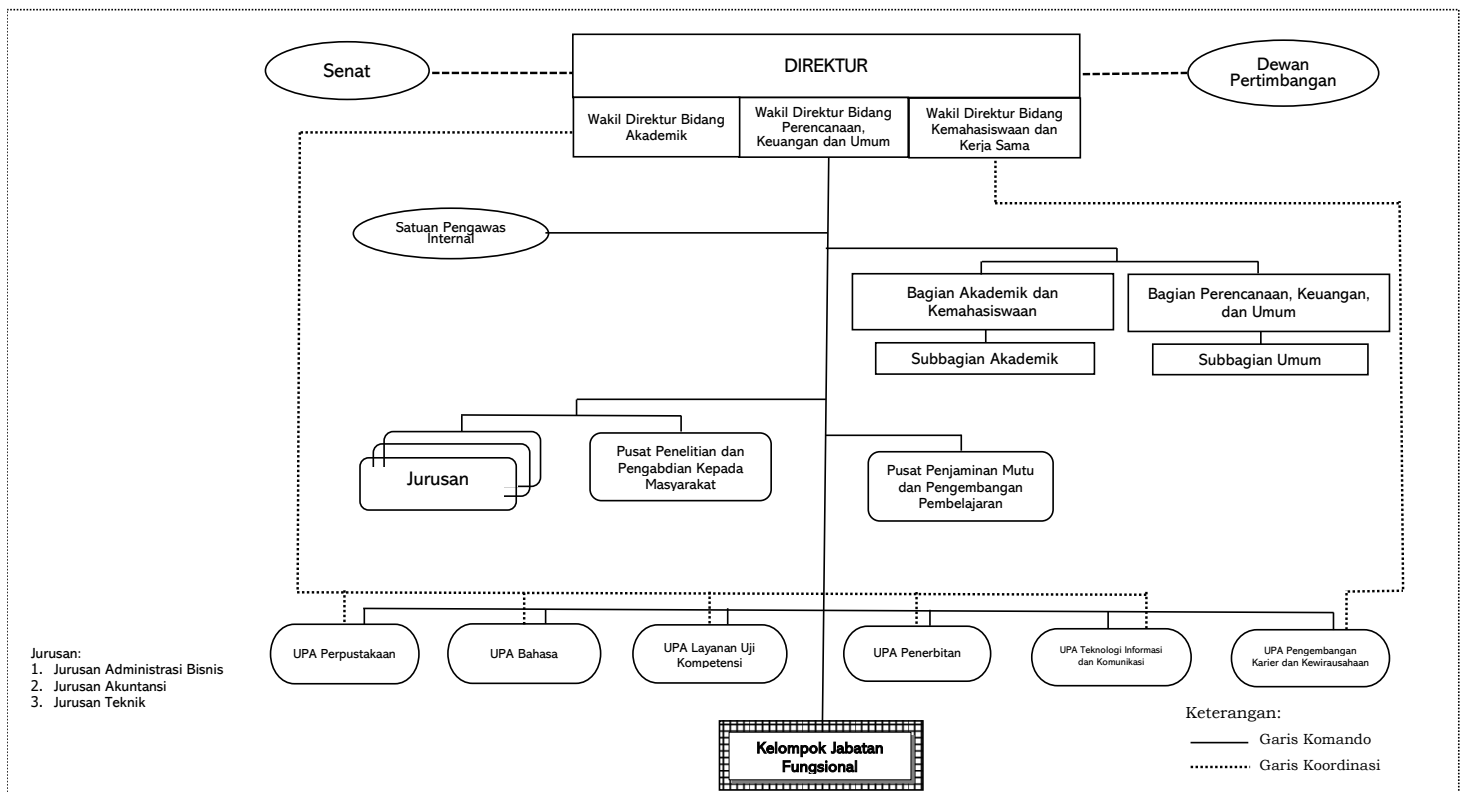 Senat
DIREKTUR
Dewan
Pertimbangan
Wakil Direktur Bidang
Akademik
Wakil Direktur Bidang
Perencanaan,
Keuangan dan Umum
Wakil Direktur Bidang
Kemahasiswaan dan
Kerja Sama
Satuan Pengawas
Internal
Bagian Akademik dan
Kemahasiswaan
Bagian Perencanaan, Keuangan,
dan Umum
Subbagian Akademik
Subbagian Umum
Jurusan
Pusat Penelitian dan
Pengabdian Kepada
Masyarakat
Pusat Penjaminan Mutu
dan Pengembangan
Pembelajaran
UPA Perpustakaan
UPA Bahasa
UPA Layanan Uji
Kompetensi
UPA Penerbitan
UPA Teknologi Informasi
dan Komunikasi
UPA Pengembangan
Karier dan Kewirausahaan
Jurusan:
1. Jurusan Administrasi Bisnis
2. Jurusan Akuntansi
3. Jurusan Teknik
Kelompok Jabatan
Fungsional
Keterangan:
Garis Komando
Garis Koordinasi